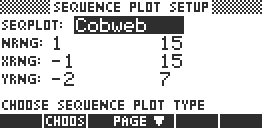 SEQUENCE PLOT SETUP
SEQPLOT: Cobweb
NRNG: 1 15
XRNG: -1 15
YRNG: -2 7
CHOOSE SEQUENCE PLOT TYPE
CHOOS PAGE ▼